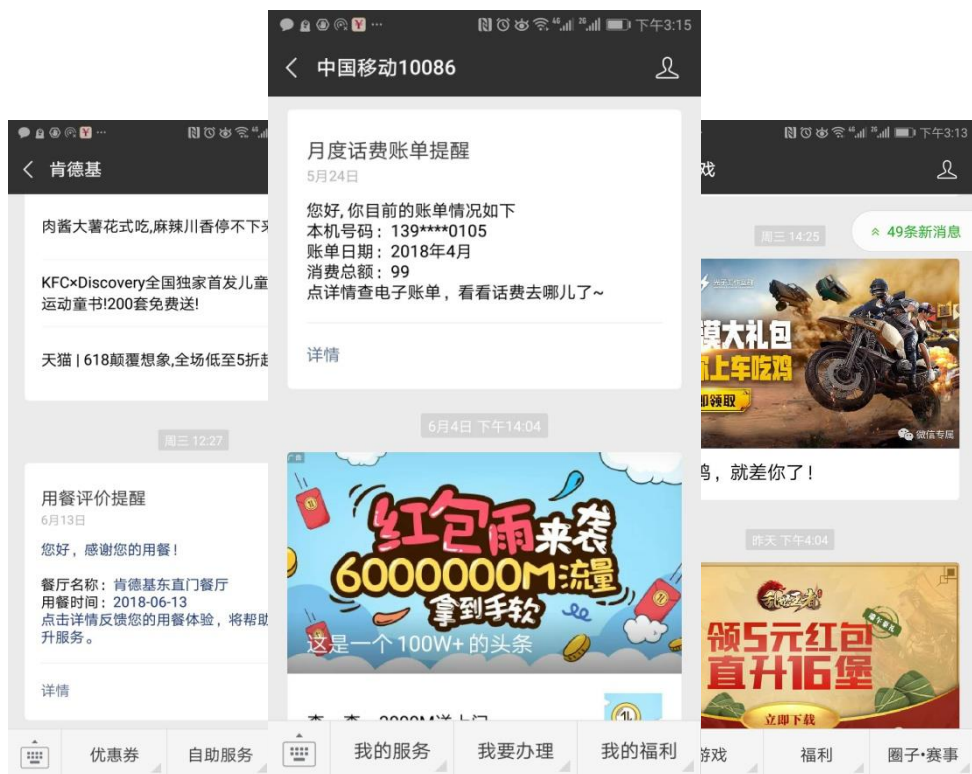 肯德基
肉酱大薯花式吃,麻辣川香停不下来
KFC×Discovery全国独家首发儿童
运动童书!200套免费送!
天猫 | 618颠覆想象,全场低至5折起
周三 12:27
用餐评价提醒
6月13日
您好，感谢您的用餐！
餐厅名称：肯德基东直门餐厅
用餐时间：2018-06-13
点击详情反馈您的用餐体验，将帮助
升服务。
详情
优惠券
自助服务
下午3:15
中国移动10086
月度话费账单提醒
5月24日
您好, 你目前的账单情况如下
本机号码：139****0105
账单日期：2018年4月
消费总额：99
点详情查电子账单，看看话费去哪儿了~
详情
6月4日 下午14:04
广告
红包雨来袭
6000000M流量
拿到手软
这是一个100W+的头条
我的服务
我要办理
我的福利
下午3:13
戏
49条新消息
周三 14:25
大礼包
上车吃鸡
即领取
微信专属
鸡，就差你了！
昨天 下午4:04
乱世王者
领5元红包
直升16堡
立即下载
游戏
福利
圈子•赛事